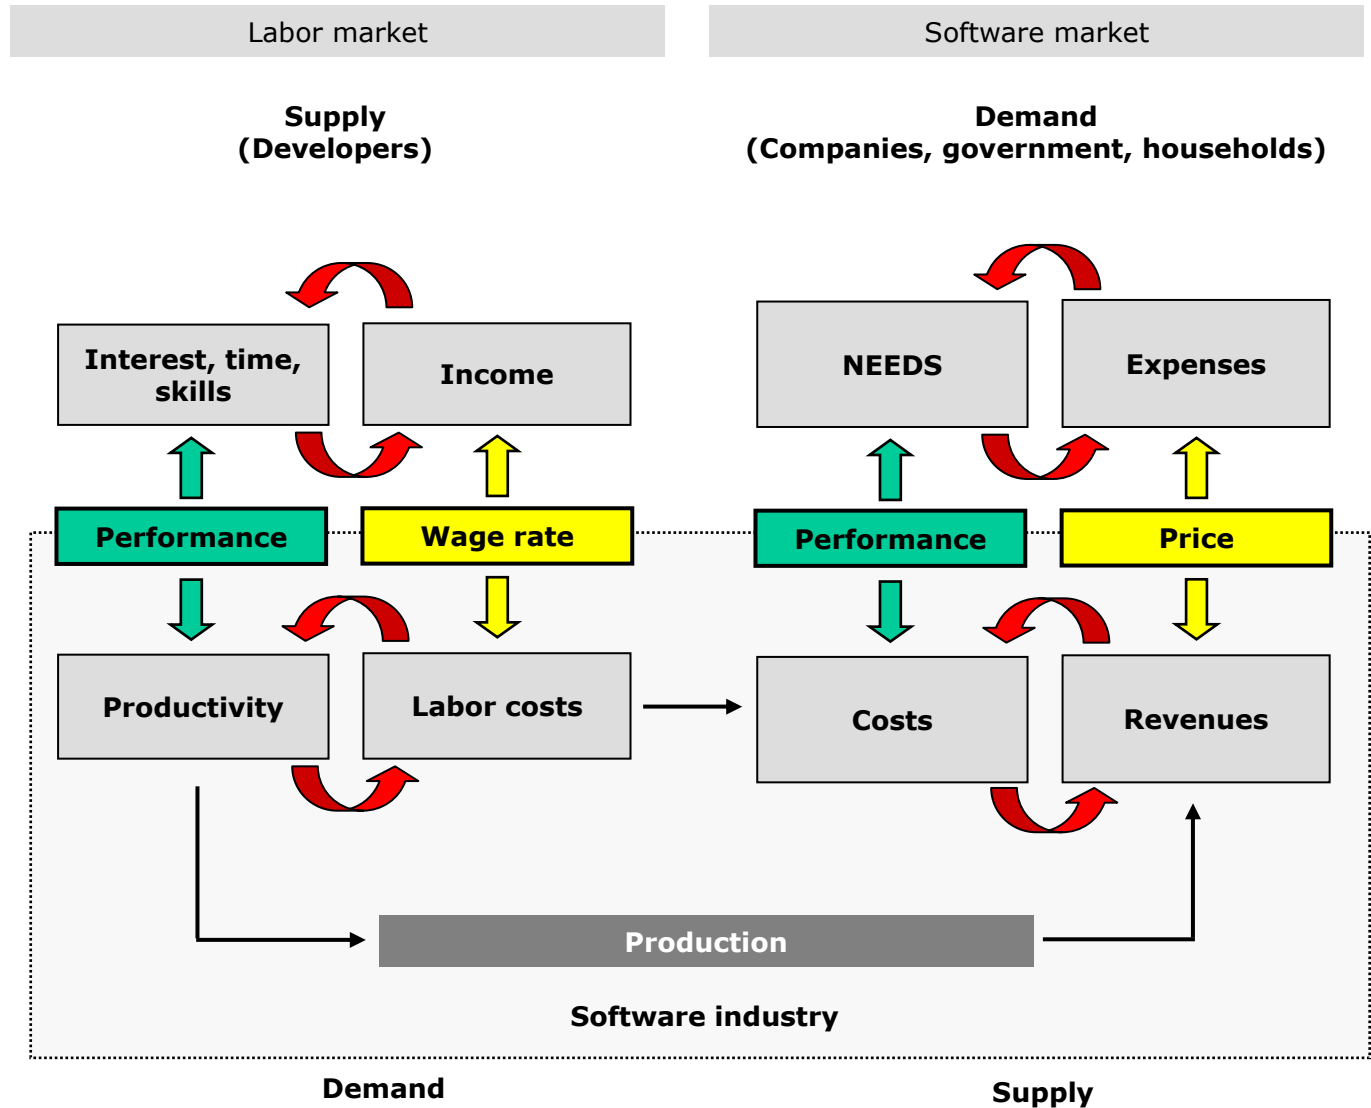 Labor market
Software market
Supply
(Developers)
Demand
(Companies, government, households)
Interest, time,
skills
Income
NEEDS
Expenses
Performance
Wage rate
Performance
Price
Productivity
Labor costs
Costs
Revenues
Production
Software industry
Demand
Supply